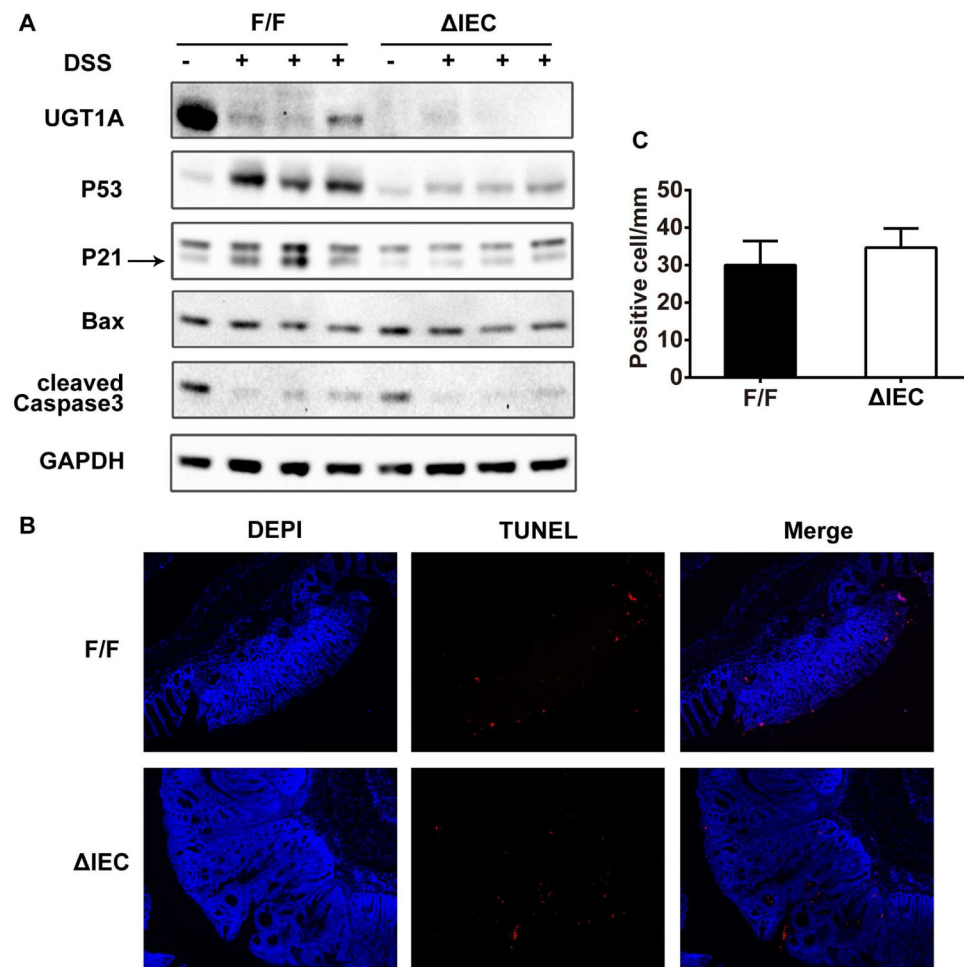 A
F/F ΔIEC
DSS - + + + - + + +
UGT1A
P53
P21
Bax
cleaved
Caspase3
GAPDH
C
Positive cell/mm
50
40
30
20
10
0
F/F ΔIEC
B
DEPI TUNEL Merge
F/F
ΔIEC